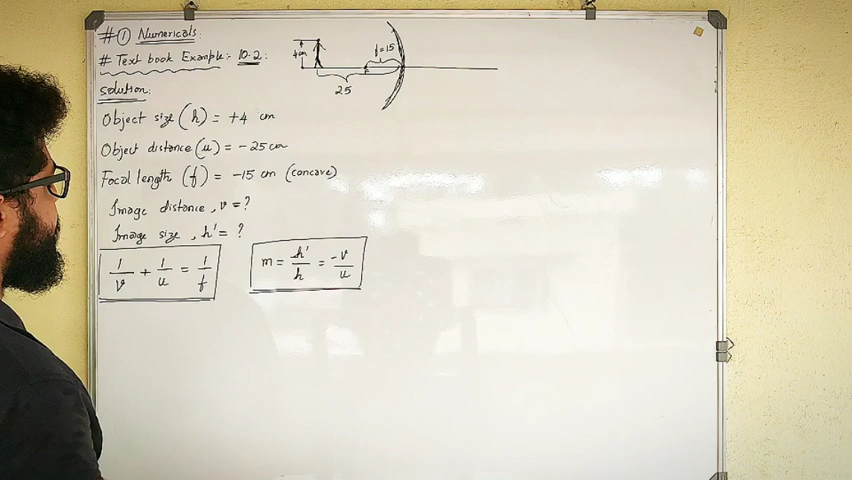 # ① Numericals
# Text book Example:- 10.2:
Solution:
4cm
f=15
25
Object size (h) = +4 cm
Object distance (u) = -25 cm
Focal length (f) = -15 cm (concave)
Image distance, v = ?
Image size, h' = ?
1/v + 1/u = 1/f
m = h'/h = -v/u